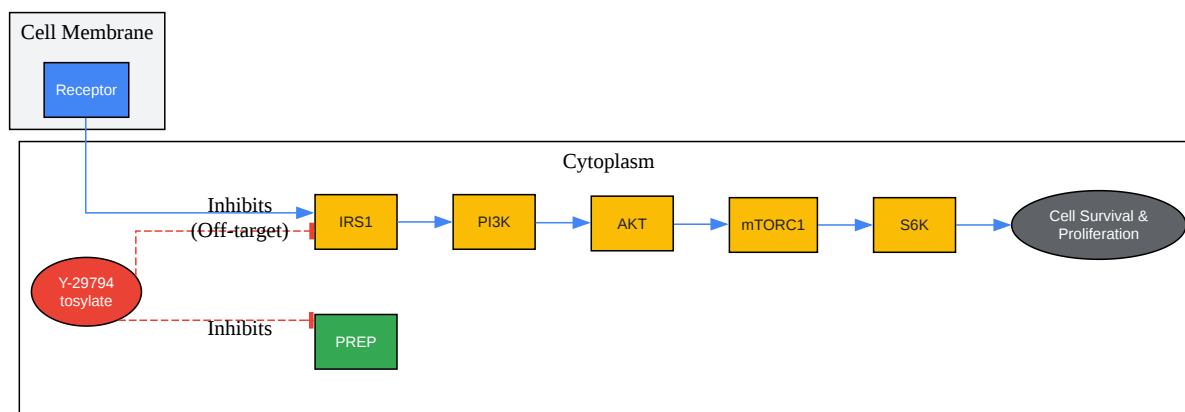 Cell Membrane
Receptor
Cytoplasm
Inhibits
(Off-target)
IRS1
PI3K
AKT
mTORC1
S6K
Cell Survival &
Proliferation
Y-29794
tosylate
Inhibits
PREP